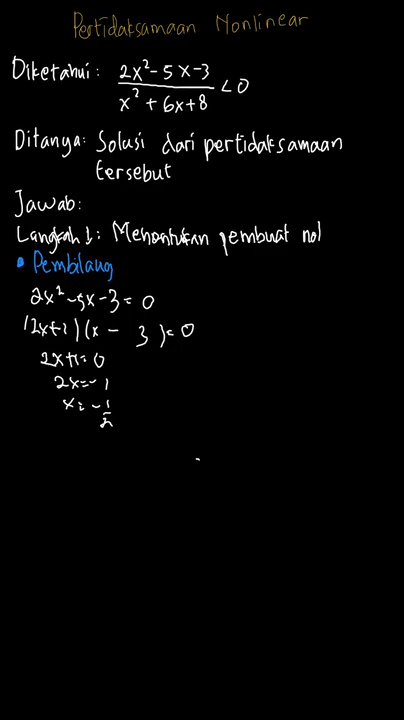 Pertidaksamaan Nonlinear
Diketahui: (2x²-5x-3)/(x²+6x+8) < 0
Ditanya: Solusi dari pertidaksamaan
tersebut
Jawab:
Langkah 1: Menentukan pembuat nol
• Pembilang
2x²-5x-3=0
(2x+1)(x-3)=0
2x+1=0
2x=-1
x=-1/2